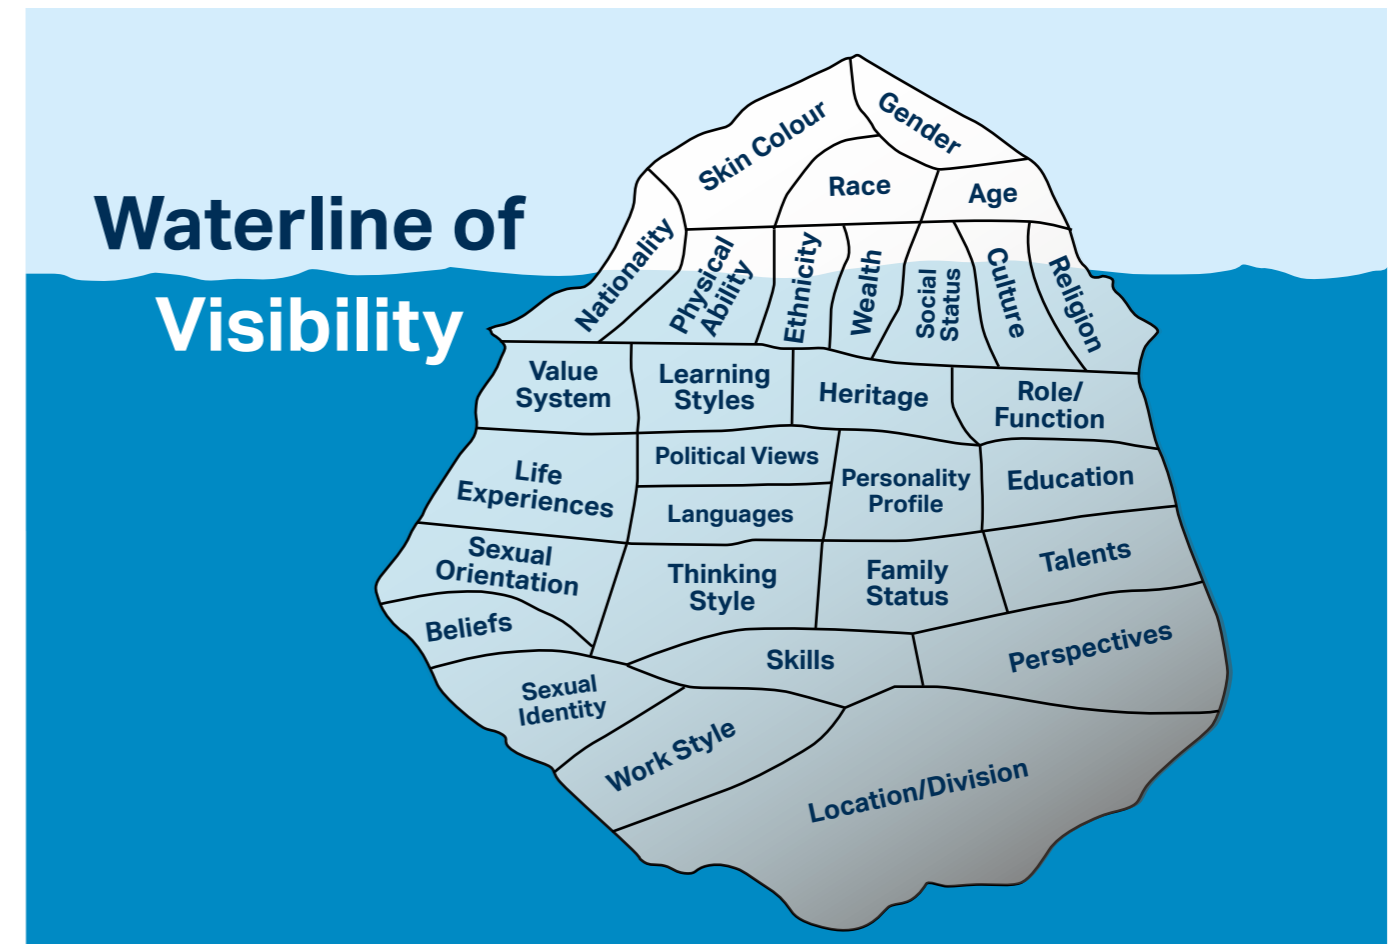 Waterline of
Visibility
Skin Colour
Gender
Race
Age
Nationality
Physical
Ability
Ethnicity
Wealth
Social
Status
Culture
Religion
Value
System
Learning
Styles
Heritage
Role/
Function
Life
Experiences
Political Views
Languages
Personality
Profile
Education
Sexual
Orientation
Thinking
Style
Family
Status
Talents
Beliefs
Skills
Perspectives
Sexual
Identity
Work Style
Location/Division